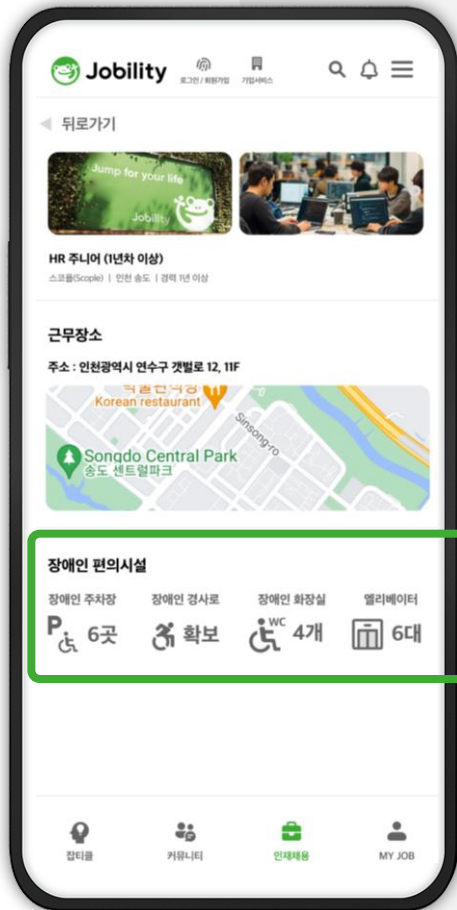 Jobility
로그인 / 회원가입
기업서비스
◀ 뒤로가기
Jump for your life
Jobility
HR 주니어 (1년차 이상)
스코플(Scople) | 인천 송도 | 경력 1년 이상
근무장소
주소 : 인천광역시 연수구 갯벌로 12, 11F
Korean restaurant
Sinsong-ro
Songdo Central Park
송도 센트럴파크
장애인 편의시설
장애인 주차장 장애인 경사로 장애인 화장실 엘리베이터
P 6곳 확보 WC 4개 6대
잡티클 커뮤니티 인재채용 MY JOB